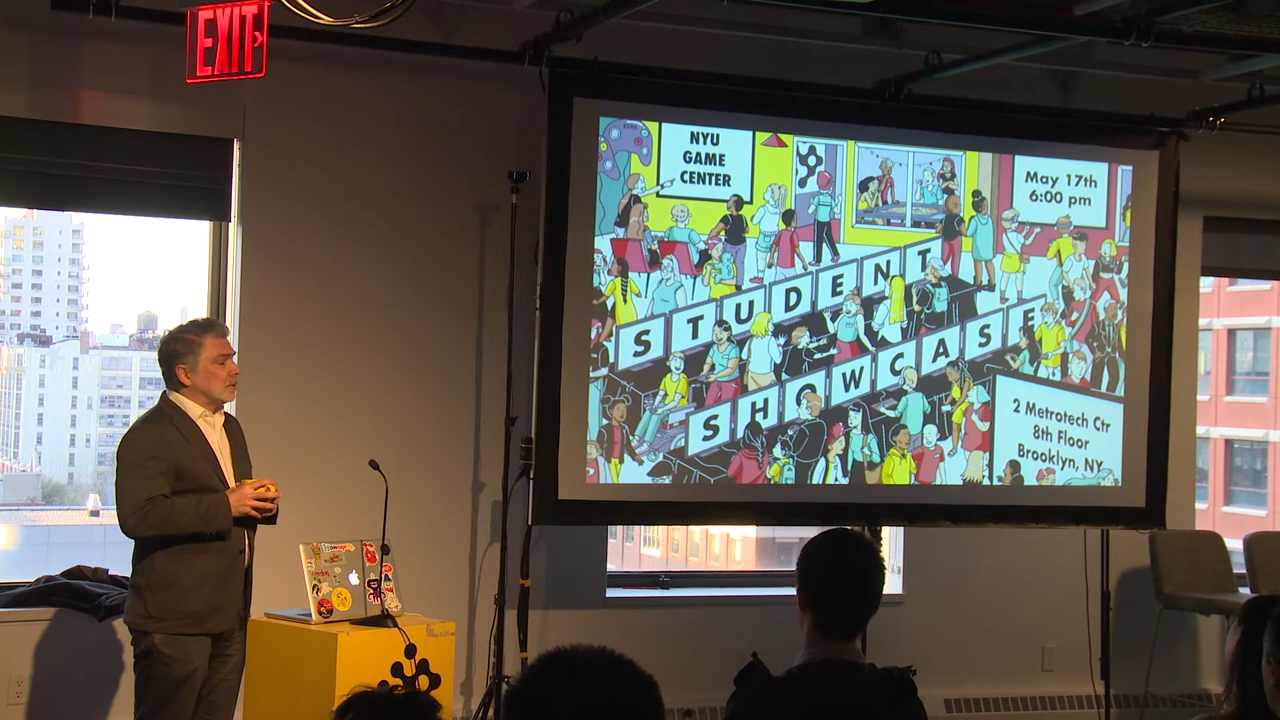 EXIT
NYU
GAME
CENTER
May 17th
6:00 pm
STUDENT
SHOWCASE
2 Metrotech Ctr
8th Floor
Brooklyn, NY